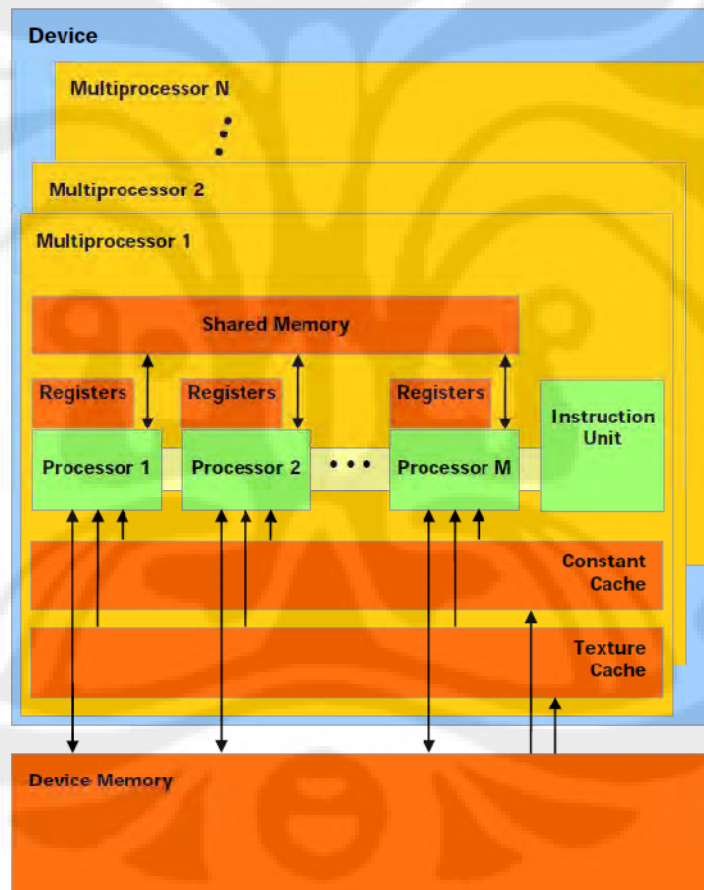 Device
Multiprocessor N
Multiprocessor 2
Multiprocessor 1
Shared Memory
Registers
Registers
Registers
Instruction
Unit
Processor 1
Processor 2
•••
Processor M
Constant
Cache
Texture
Cache
Device Memory